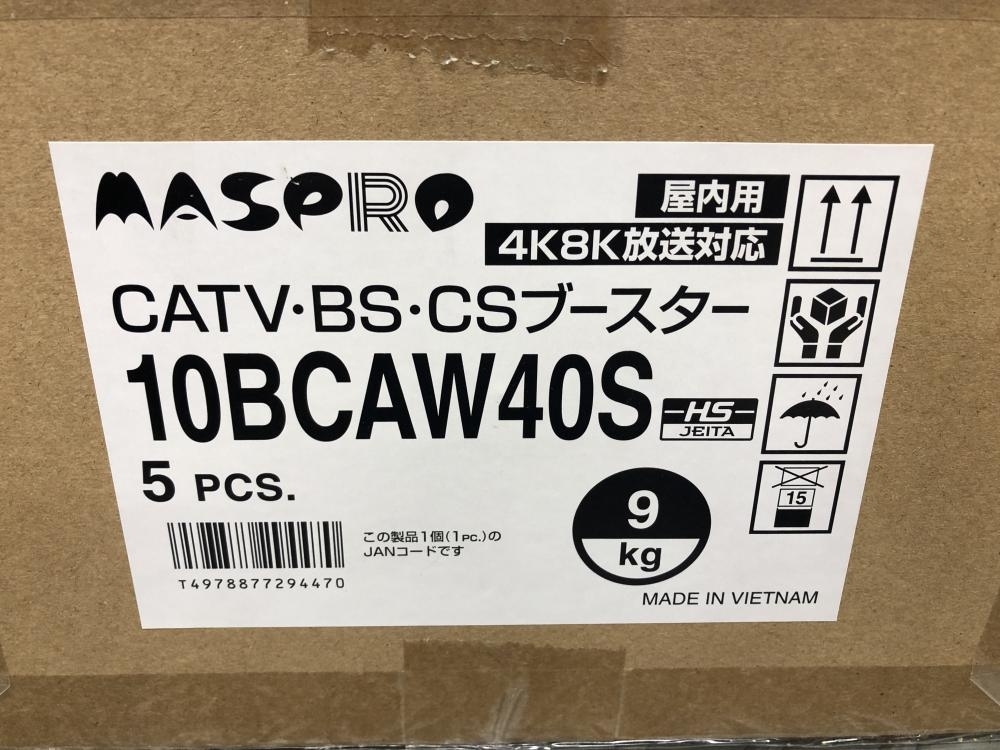 MASPRO
屋内用
4K8K放送対応
CATV・BS・CSブースター
10BCAW40S
HS
JEITA
5 PCS.
15
9
kg
この製品1個(1PC.)の
JANコードです
T4978877294470
MADE IN VIETNAM